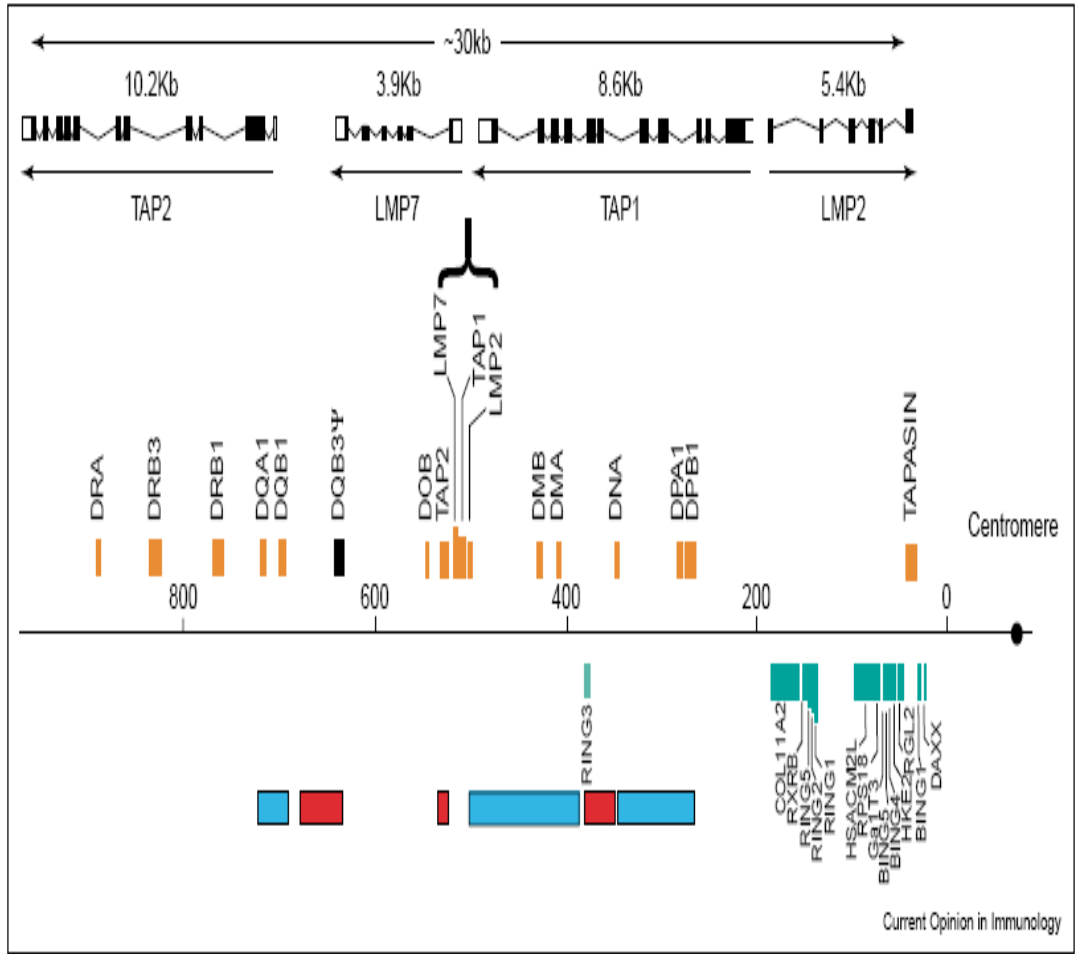 ~30kb
10.2Kb 3.9Kb 8.6Kb 5.4Kb
TAP2 LMP7 TAP1 LMP2
LMP7
TAP1
LMP2
DRA
DRB3
DRB1
DQA1
DQB1
DQB3Ψ
DOB
TAP2
DMB
DMA
DNA
DPA1
DPB1
TAPASIN
Centromere
800 600 400 200 0
RING3
COL11A2
RXRB
RING5
RING2
RING1
HSACM2L
RPS18
Ga1T3
BING5
BING4
HKE2
RGL2
BING1
DAXX
Current Opinion in Immunology